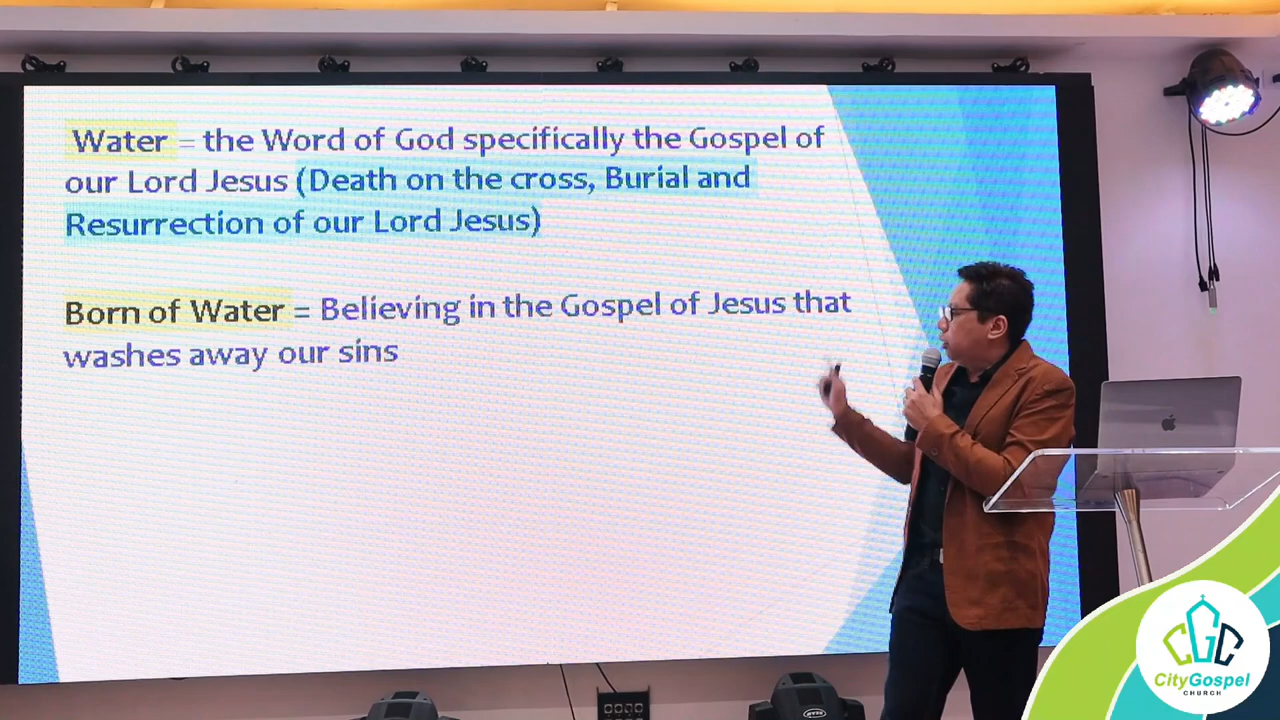 Water = the Word of God specifically the Gospel of
our Lord Jesus (Death on the cross, Burial and
Resurrection of our Lord Jesus)
Born of Water = Believing in the Gospel of Jesus that
washes away our sins
CGC
CityGospel
CHURCH